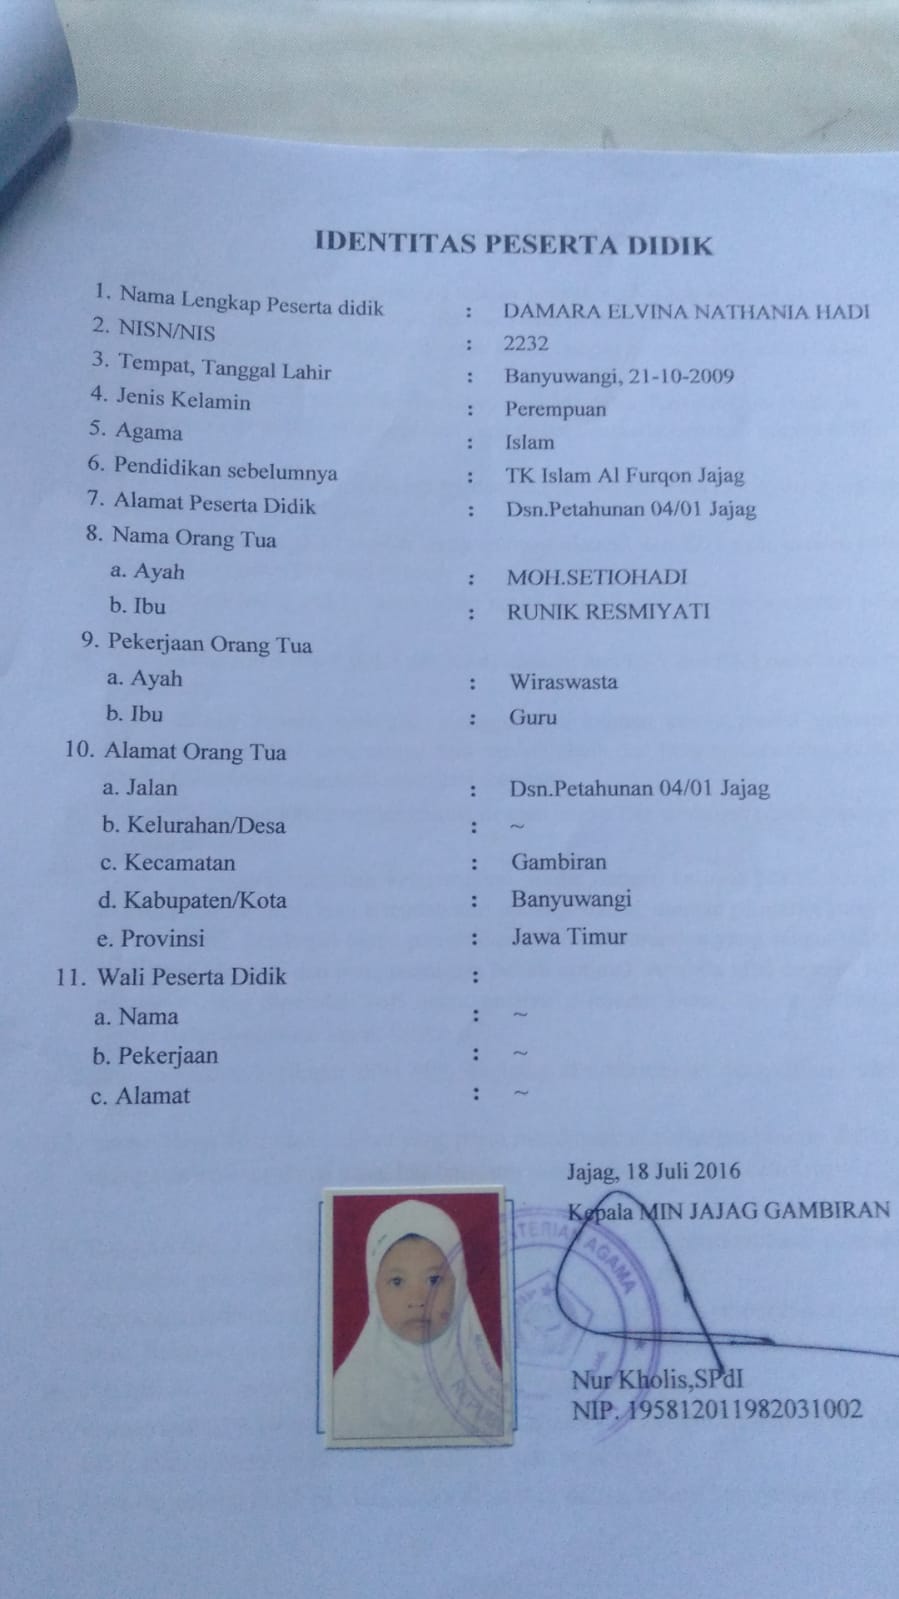 IDENTITAS PESERTA DIDIK
1. Nama Lengkap Peserta didik : DAMARA ELVINA NATHANIA HADI
2. NISN/NIS : 2232
3. Tempat, Tanggal Lahir : Banyuwangi, 21-10-2009
4. Jenis Kelamin : Perempuan
5. Agama : Islam
6. Pendidikan sebelumnya : TK Islam Al Furqon Jajag
7. Alamat Peserta Didik : Dsn.Petahunan 04/01 Jajag
8. Nama Orang Tua
a. Ayah : MOH.SETIOHADI
b. Ibu : RUNIK RESMIYATI
9. Pekerjaan Orang Tua
a. Ayah : Wiraswasta
b. Ibu : Guru
10. Alamat Orang Tua
a. Jalan : Dsn.Petahunan 04/01 Jajag
b. Kelurahan/Desa : ~
c. Kecamatan : Gambiran
d. Kabupaten/Kota : Banyuwangi
e. Provinsi : Jawa Timur
11. Wali Peserta Didik :
a. Nama : ~
b. Pekerjaan : ~
c. Alamat : ~
Jajag, 18 Juli 2016
Kepala MIN JAJAG GAMBIRAN
AGAMA
Nur Kholis,SPdI
NIP. 195812011982031002